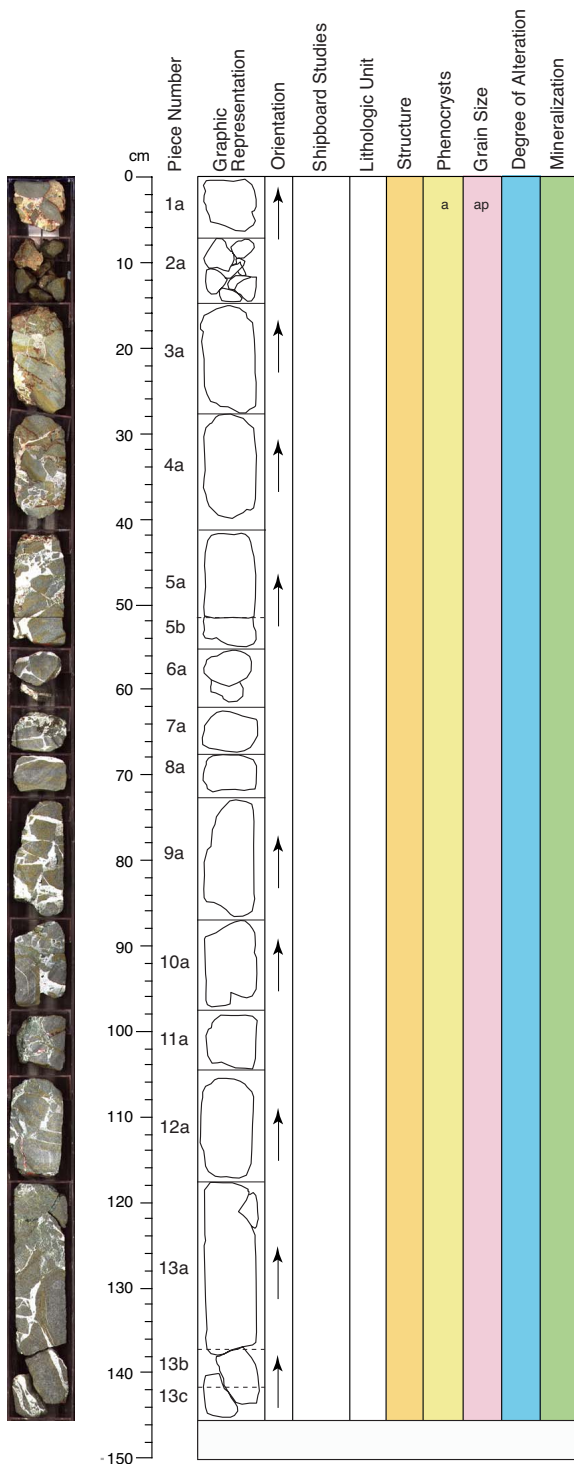 cm
Piece Number
Graphic
Representation
Orientation
Shipboard Studies
Lithologic Unit
Structure
Phenocrysts
Grain Size
Degree of Alteration
Mineralization
0
1a
a
ap
10
2a
20
3a
30
4a
40
5a
50
5b
6a
60
7a
70
8a
80
9a
90
10a
100
11a
110
12a
120
13a
130
13b
140
13c
150